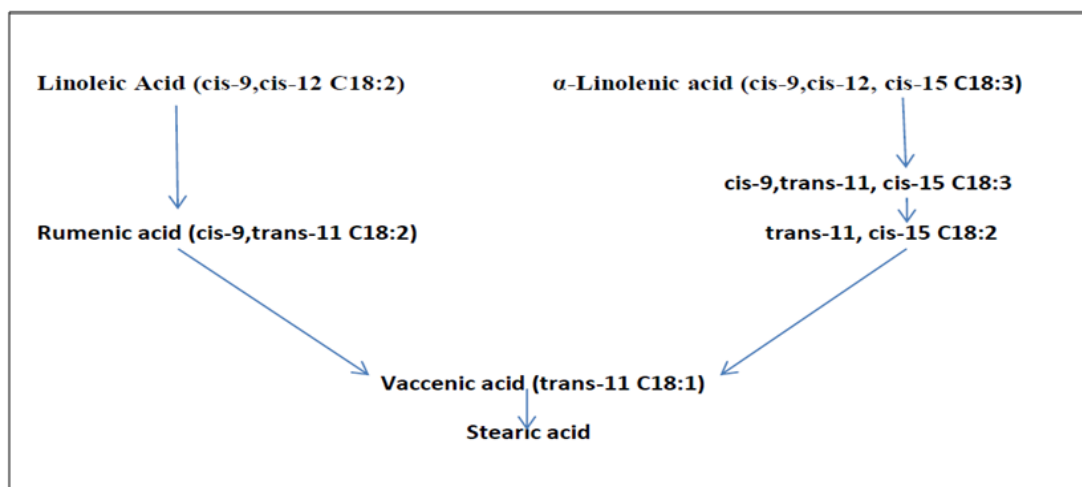 Linoleic Acid (cis-9,cis-12 C18:2)
α-Linolenic acid (cis-9,cis-12, cis-15 C18:3)
cis-9,trans-11, cis-15 C18:3
Rumenic acid (cis-9,trans-11 C18:2)
trans-11, cis-15 C18:2
Vaccenic acid (trans-11 C18:1)
Stearic acid